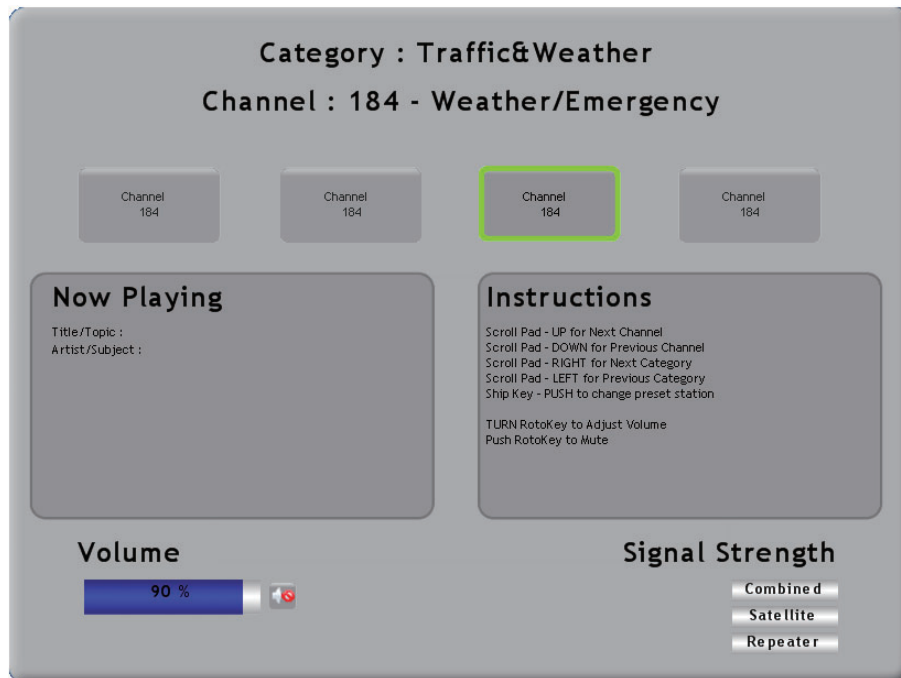 Category : Traffic&Weather
Channel : 184 - Weather/Emergency
Channel
184
Channel
184
Channel
184
Channel
184
Now Playing
Title/Topic :
Artist/Subject :
Instructions
Scroll Pad - UP for Next Channel
Scroll Pad - DOWN for Previous Channel
Scroll Pad - RIGHT for Next Category
Scroll Pad - LEFT for Previous Category
Ship Key - PUSH to change preset station
TURN RotoKey to Adjust Volume
Push RotoKey to Mute
Volume
90 %
Signal Strength
Combined
Satellite
Repeater